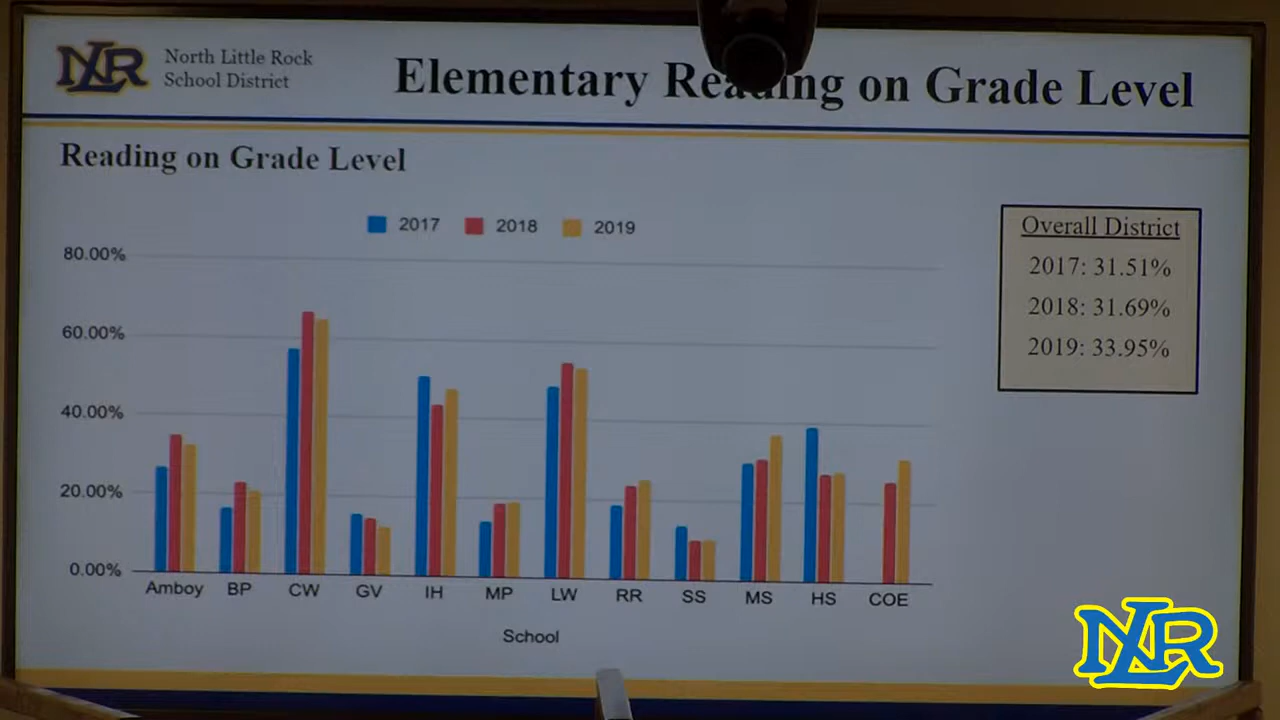 NLR
North Little Rock
School District
Elementary Reading on Grade Level
Reading on Grade Level
2017 2018 2019
Overall District
2017: 31.51%
2018: 31.69%
2019: 33.95%
80.00%
60.00%
40.00%
20.00%
0.00%
Amboy BP CW GV IH MP LW RR SS MS HS COE
School
NLR